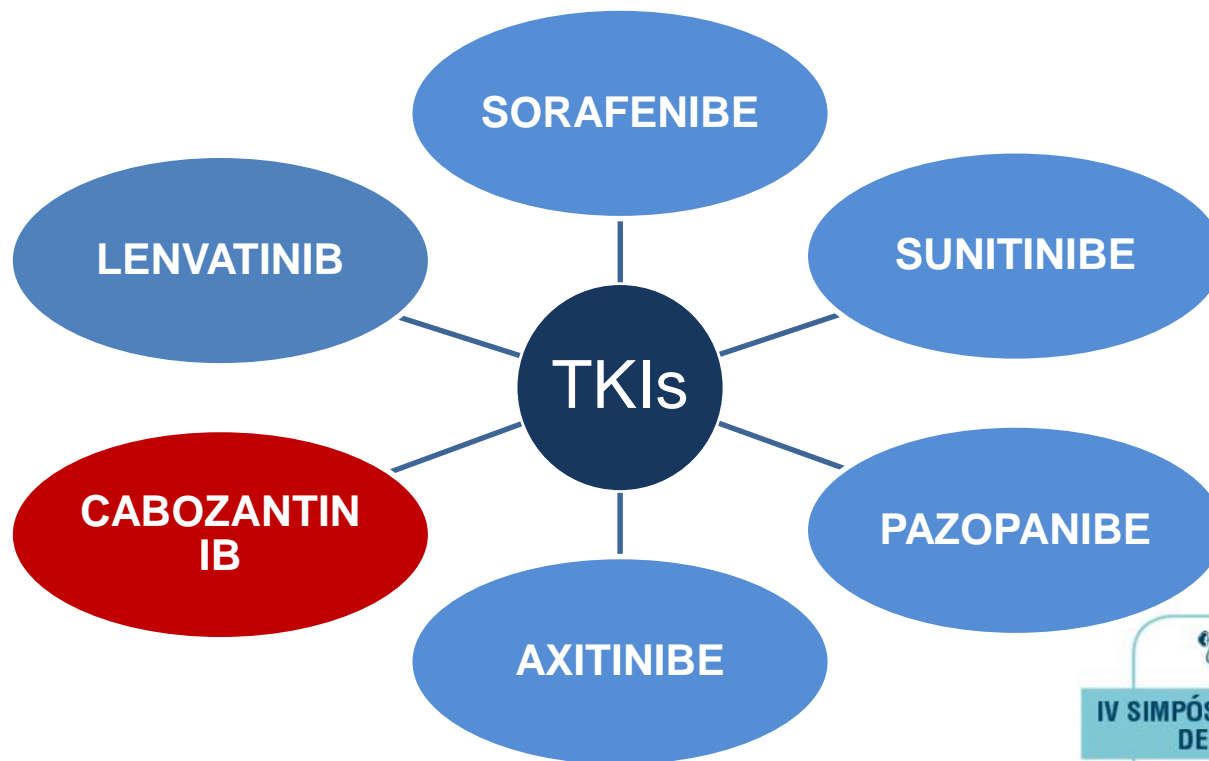 SORAFENIBE
LENVATINIB
SUNITINIBE
TKIs
CABOZANTIN
IB
PAZOPANIBE
AXITINIBE
IV SIMPÓS
DE